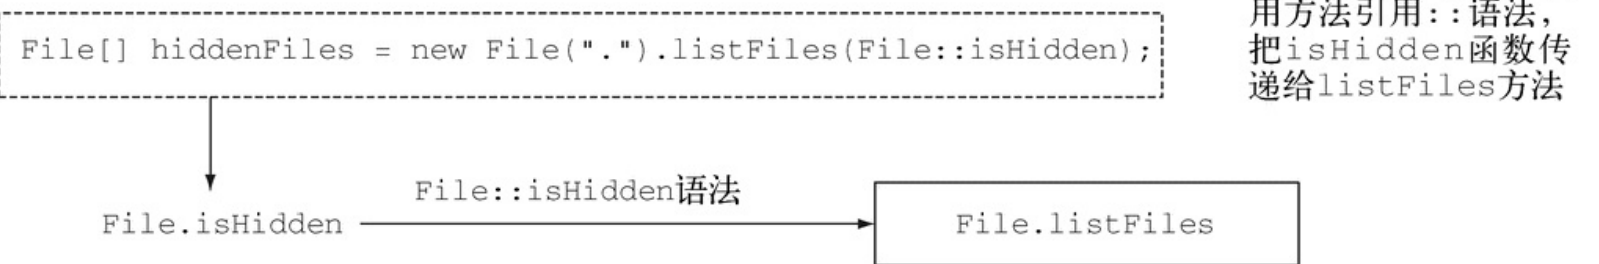 File[] hiddenFiles = new File(".").listFiles(File::isHidden);
用方法引用::语法,
把isHidden函数传
递给listFiles方法
File::isHidden语法
File.isHidden
File.listFiles